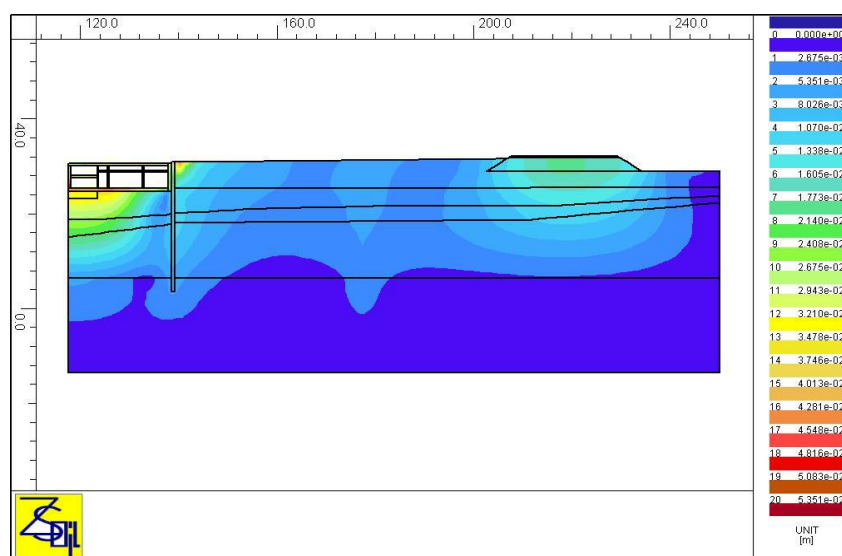 120.0 160.0 200.0 240.0
40.0
0.0
0 0.000e+00
1 2.675e-03
2 5.351e-03
3 8.026e-03
4 1.070e-02
5 1.338e-02
6 1.605e-02
7 1.773e-02
8 2.140e-02
9 2.408e-02
10 2.675e-02
11 2.943e-02
12 3.210e-02
13 3.478e-02
14 3.746e-02
15 4.013e-02
16 4.281e-02
17 4.548e-02
18 4.816e-02
19 5.083e-02
20 5.351e-02
UNIT
[m]
ZSoil